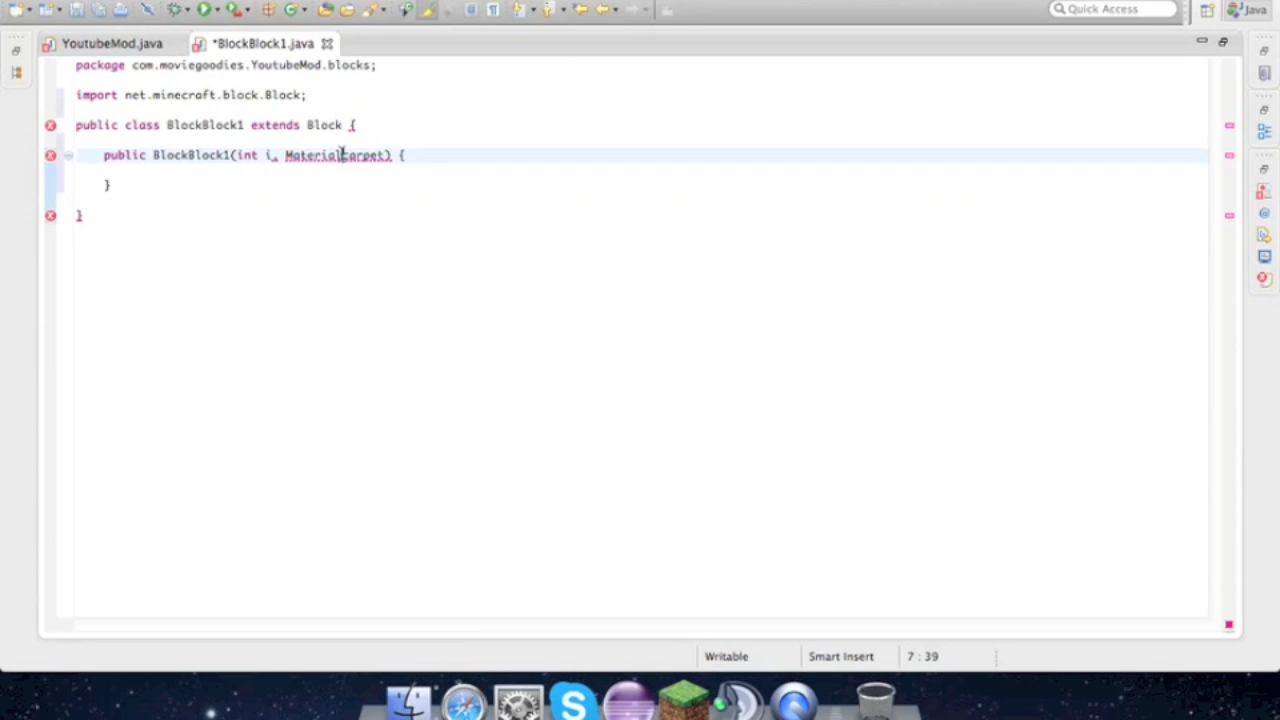 Quick Access
Java
YoutubeMod.java
*BlockBlock1.java
package com.moviegoodies.YoutubeMod.blocks;
import net.minecraft.block.Block;
public class BlockBlock1 extends Block {
public BlockBlock1(int i, MaterialCarpet) {
}
}
Writable
Smart Insert
7 : 39